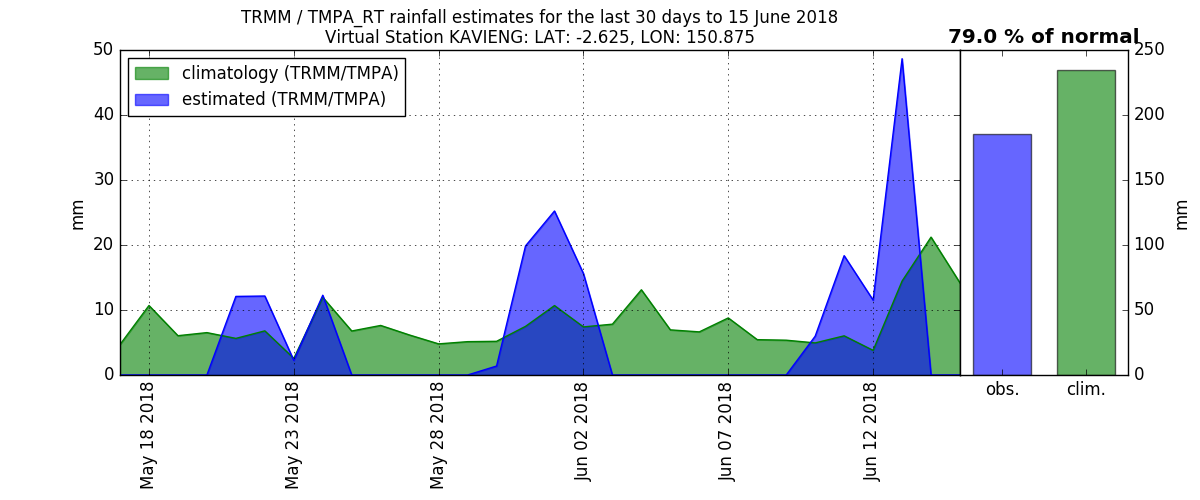 TRMM / TMPA_RT rainfall estimates for the last 30 days to 15 June 2018
Virtual Station KAVIENG: LAT: -2.625, LON: 150.875
79.0 % of normal
climatology (TRMM/TMPA)
estimated (TRMM/TMPA)
50
40
30
20
10
0
mm
May 18 2018
May 23 2018
May 28 2018
Jun 02 2018
Jun 07 2018
Jun 12 2018
obs.
clim.
250
200
150
100
50
0
mm